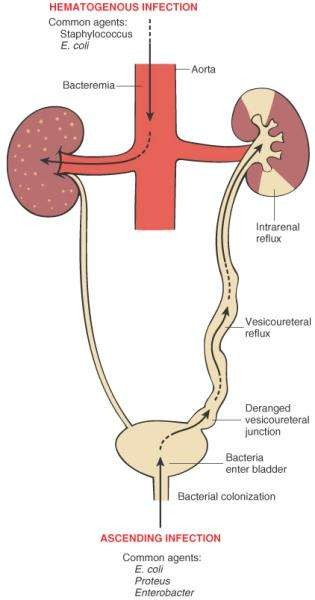 HEMATOGENOUS INFECTION
Common agents:
Staphylococcus
E. coli
Aorta
Bacteremia
Intrarenal
reflux
Vesicoureteral
reflux
Deranged
vesicoureteral
junction
Bacteria
enter bladder
Bacterial colonization
ASCENDING INFECTION
Common agents:
E. coli
Proteus
Enterobacter